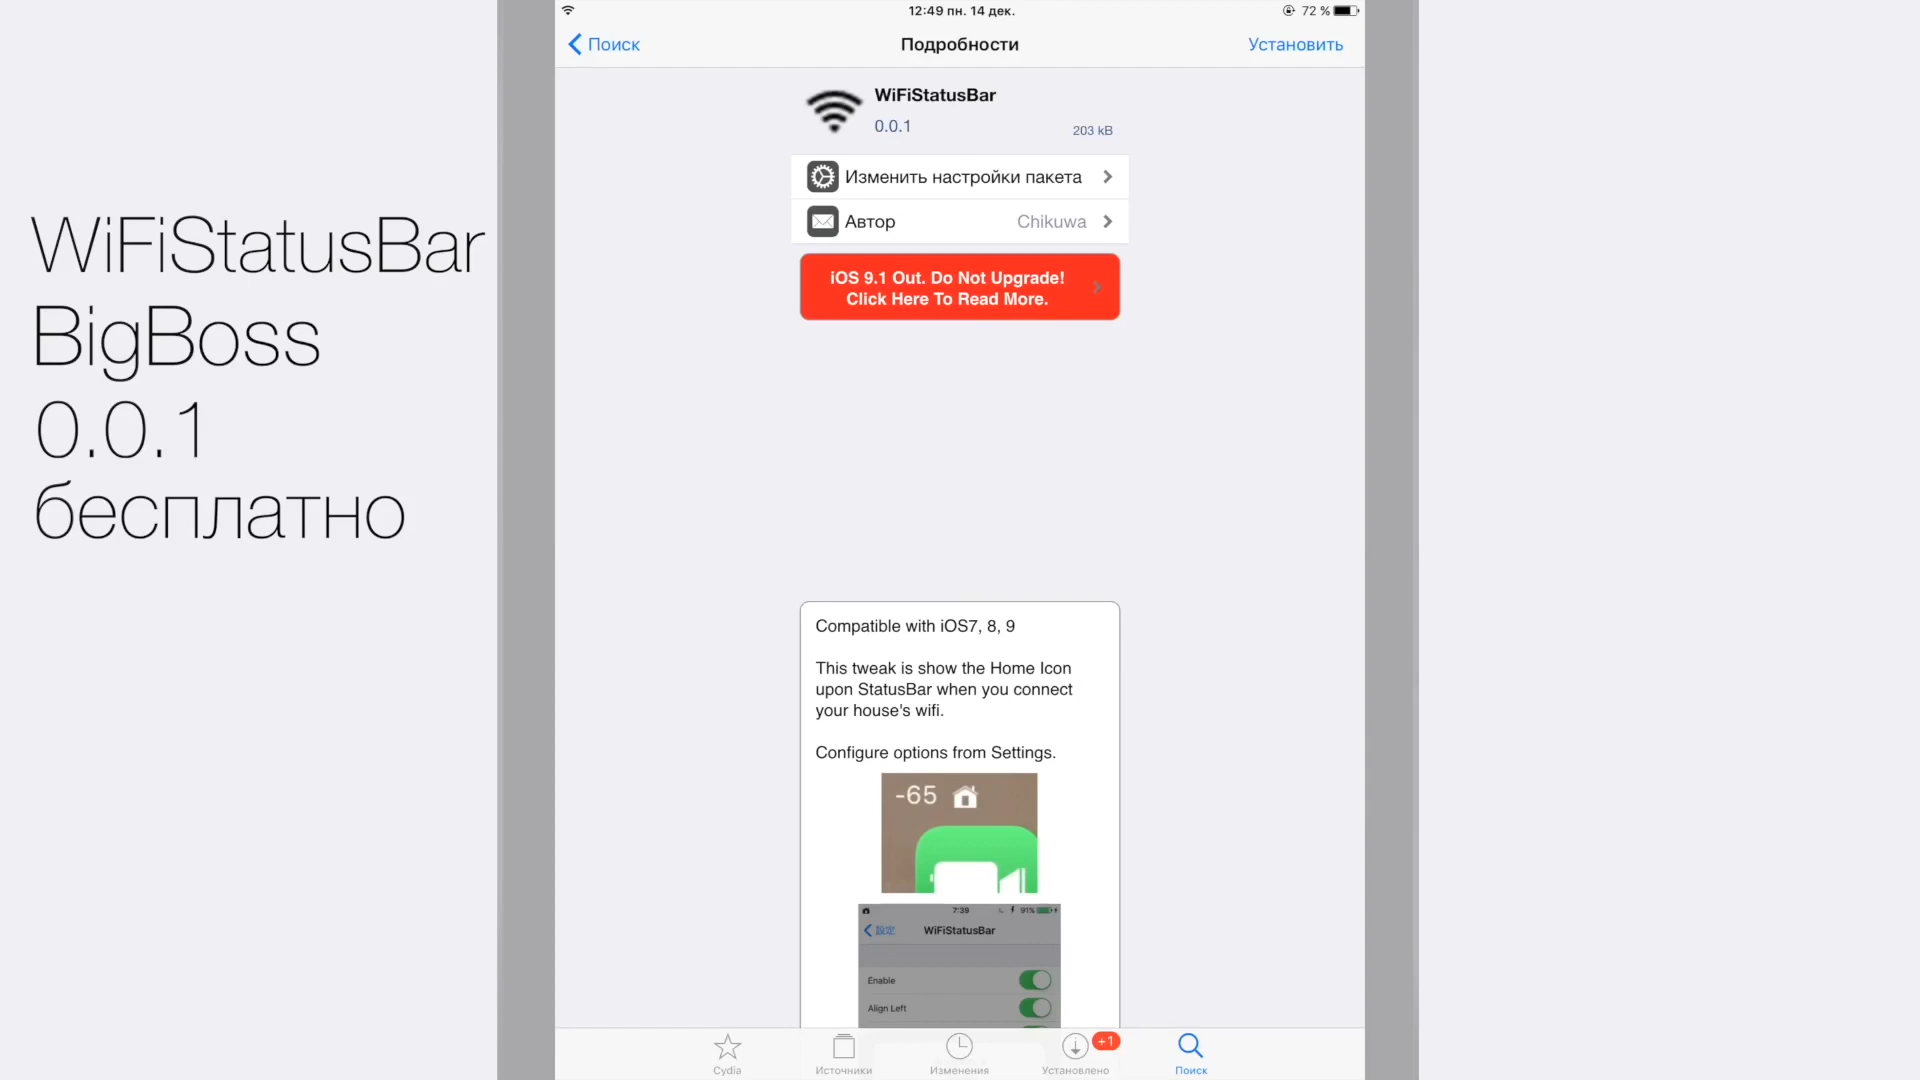 WiFiStatusBar
BigBoss
0.0.1
бесплатно
12:49 пн. 14 дек.
72 %
Поиск
Подробности
Установить
WiFiStatusBar
0.0.1
203 kB
Изменить настройки пакета
Автор
Chikuwa
iOS 9.1 Out. Do Not Upgrade!
Click Here To Read More.
Compatible with iOS7, 8, 9
This tweak is show the Home Icon
upon StatusBar when you connect
your house's wifi.
Configure options from Settings.
-65
7:39
91%
設定
WiFiStatusBar
Enable
Align Left
Cydia
Источники
Изменения
+1
Установлено
Поиск